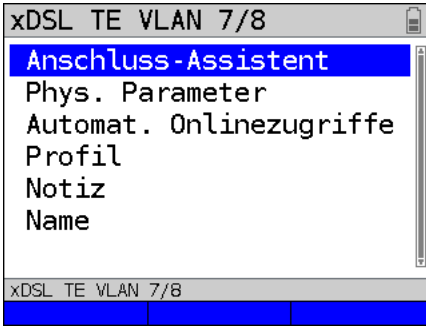 xDSL TE VLAN 7/8
Anschluss-Assistent
Phys. Parameter
Automat. Onlinezugriffe
Profil
Notiz
Name
xDSL TE VLAN 7/8